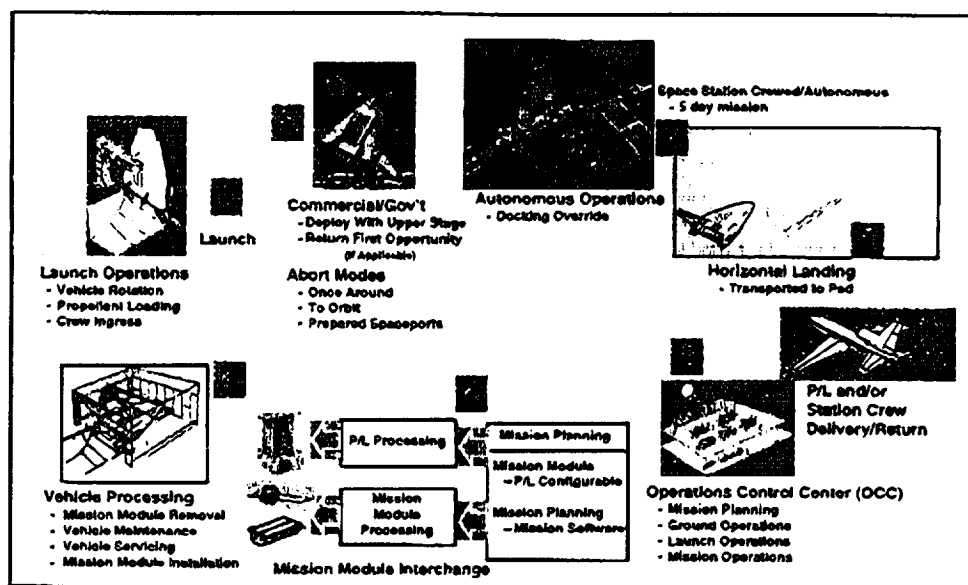 Space Station Crewed/Autonomous
- 5 day mission
Autonomous Operations
- Docking Override
Commercial/Gov't
- Deploy With Upper Stage
- Return First Opportunity
(If Applicable)
Abort Modes
- Once Around
- To Orbit
- Prepared Spaceports
Launch
Launch Operations
- Vehicle Rotation
- Propellent Loading
- Crew Ingress
Horizontal Landing
- Transported to Pad
P/L and/or
Station Crew
Delivery/Return
Operations Control Center (OCC)
- Mission Planning
- Ground Operations
- Launch Operations
- Mission Operations
Mission Planning
Mission Module
- P/L Configurable
Mission Planning
- Mission Software
P/L Processing
Mission
Module
Processing
Mission Module Interchange
Vehicle Processing
- Mission Module Removal
- Vehicle Maintenance
- Vehicle Servicing
- Mission Module Installation